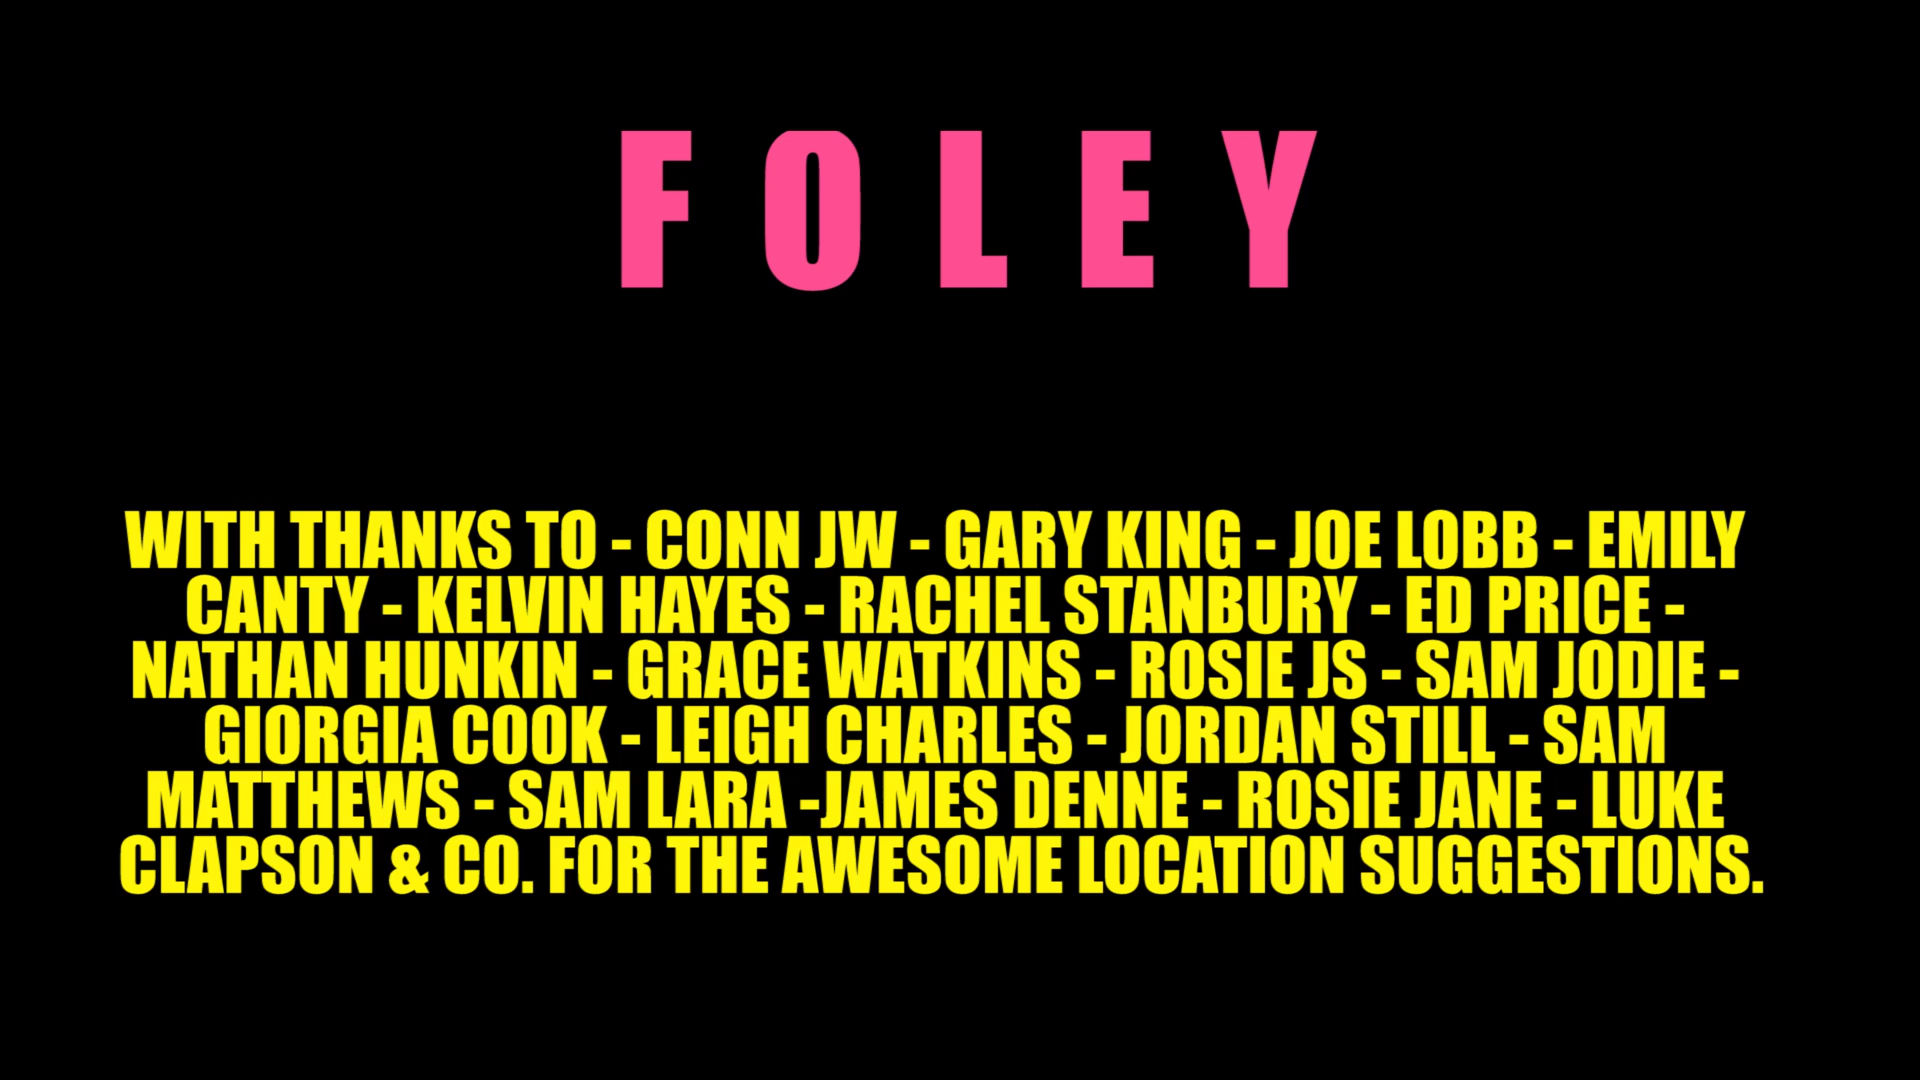 FOLEY
WITH THANKS TO - CONN JW - GARY KING - JOE LOBB - EMILY
CANTY - KELVIN HAYES - RACHEL STANBURY - ED PRICE -
NATHAN HUNKIN - GRACE WATKINS - ROSIE JS - SAM JODIE -
GIORGIA COOK - LEIGH CHARLES - JORDAN STILL - SAM
MATTHEWS - SAM LARA -JAMES DENNE - ROSIE JANE - LUKE
CLAPSON & CO. FOR THE AWESOME LOCATION SUGGESTIONS.